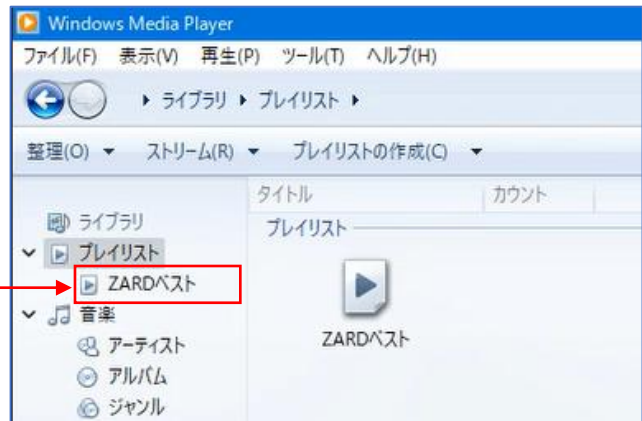 Windows Media Player
ファイル(F) 表示(V) 再生(P) ツール(T) ヘルプ(H)
ライブラリ プレイリスト
整理(O) ストリーム(R) プレイリストの作成(C)
タイトル カウント
ライブラリ
プレイリスト
プレイリスト
ZARDベスト
ZARDベスト
音楽
アーティスト
アルバム
ジャンル